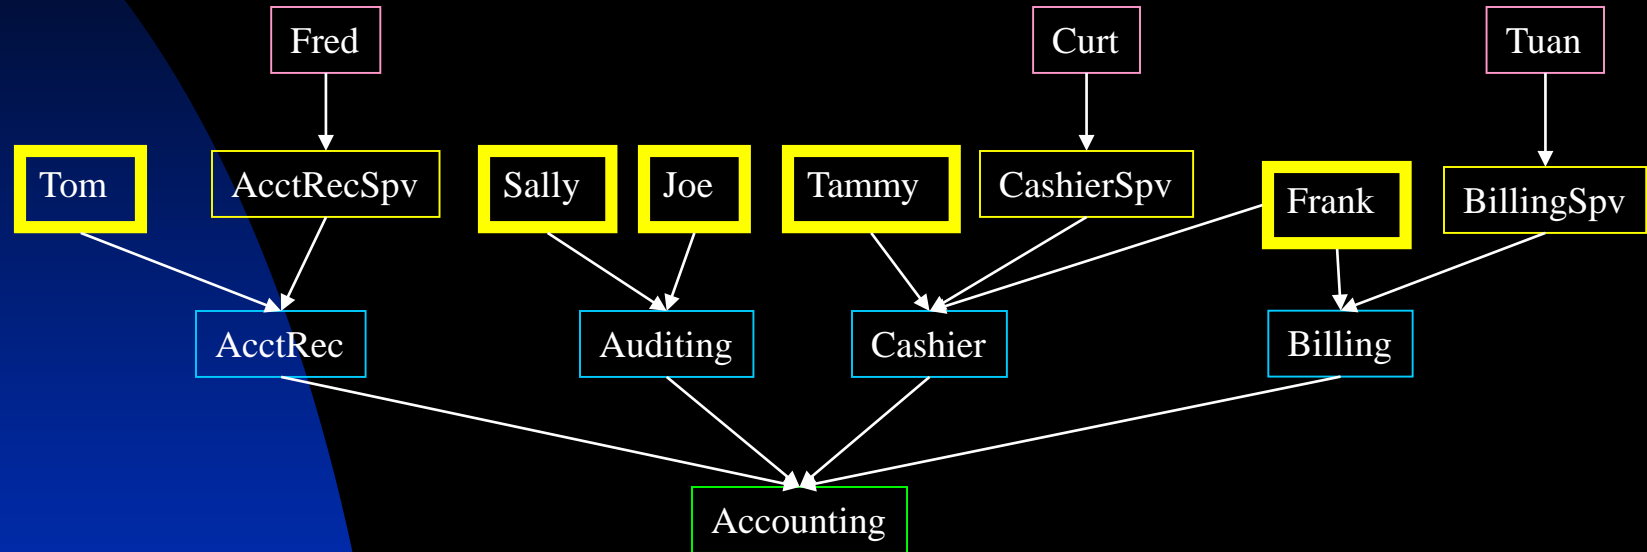 Fred
Curt
Tuan
Tom
AcctRecSpv
Sally
Joe
Tammy
CashierSpv
Frank
BillingSpv
AcctRec
Auditing
Cashier
Billing
Accounting